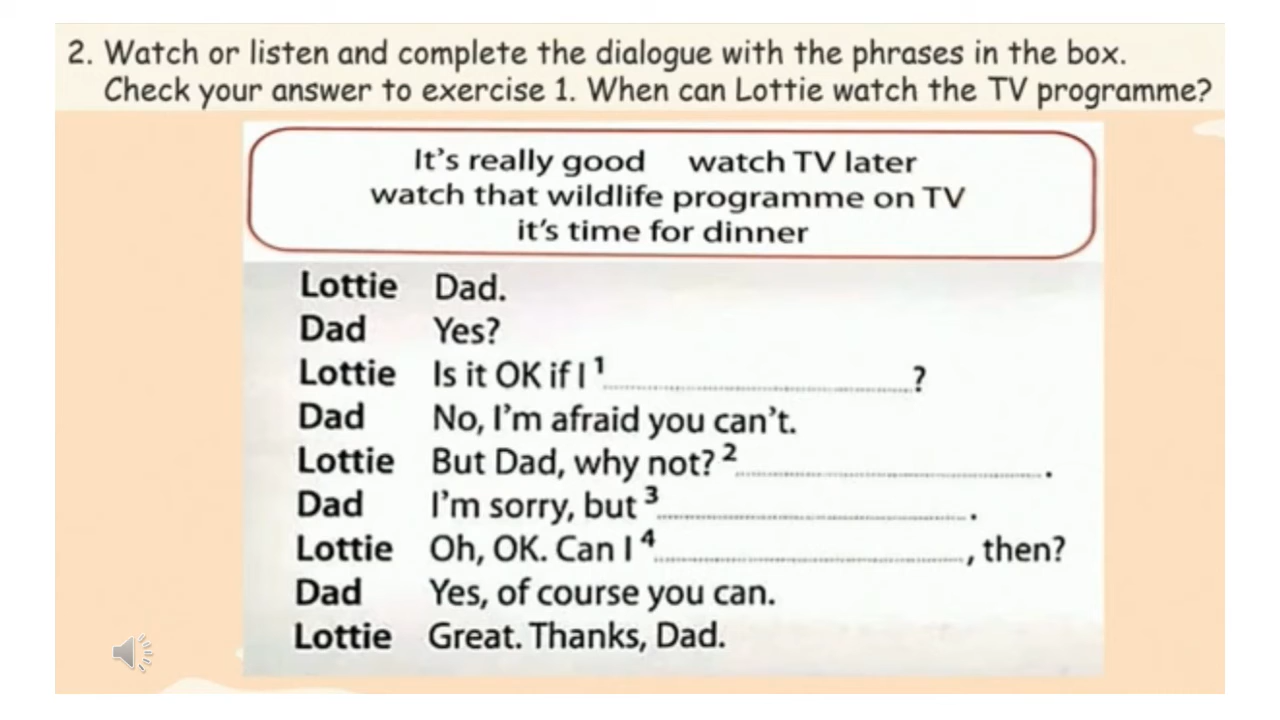 2. Watch or listen and complete the dialogue with the phrases in the box.
Check your answer to exercise 1. When can Lottie watch the TV programme?
It's really good watch TV later
watch that wildlife programme on TV
it's time for dinner
Lottie Dad.
Dad Yes?
Lottie Is it OK if I 1 ........................ ?
Dad No, I'm afraid you can't.
Lottie But Dad, why not? 2 ........................ .
Dad I'm sorry, but 3 ........................ .
Lottie Oh, OK. Can I 4 ........................ , then?
Dad Yes, of course you can.
Lottie Great. Thanks, Dad.